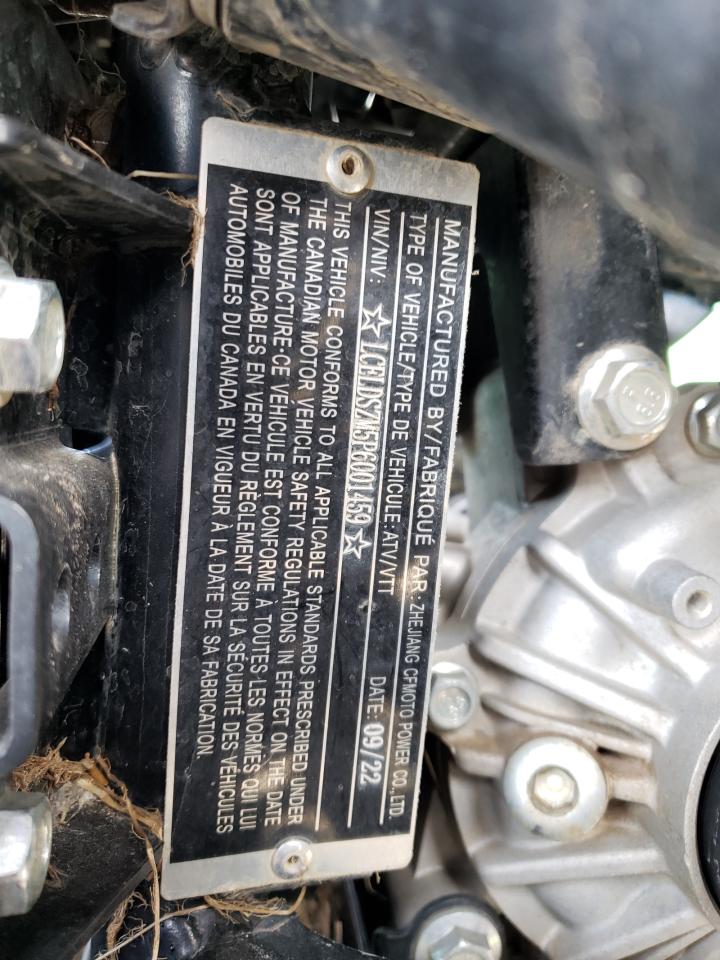 MANUFACTURED BY/FABRIQUÉ PAR: ZHEJIANG CFMOTO POWER CO., LTD.
TYPE OF VEHICLE/TYPE DE VÉHICULE: ATV/VTT DATE: 09/22
VIN/NIV: ☆ LCELDSZM5P6001459 ☆
THIS VEHICLE CONFORMS TO ALL APPLICABLE STANDARDS PRESCRIBED UNDER
THE CANADIAN MOTOR VEHICLE SAFETY REGULATIONS IN EFFECT ON THE DATE
OF MANUFACTURE·CE VÉHICULE EST CONFORME À TOUTES LES NORMES QUI LUI
SONT APPLICABLES EN VERTU DU RÈGLEMENT SUR LA SÉCURITÉ DES VÉHICULES
AUTOMOBILES DU CANADA EN VIGUEUR À LA DATE DE SA FABRICATION.